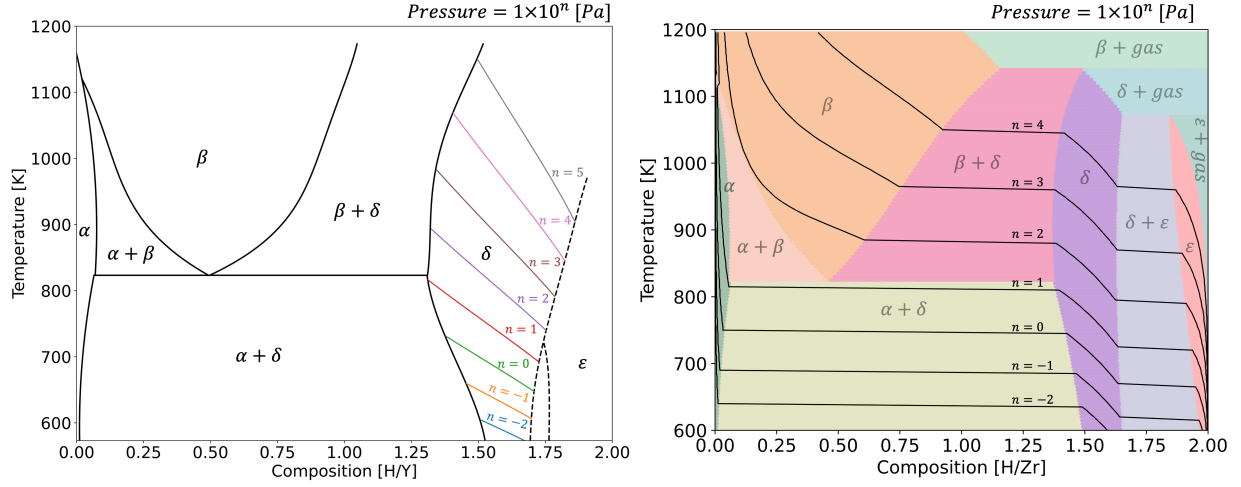 Pressure = 1×10ⁿ [Pa]
1200
1100
1000
900
800
700
600
Temperature [K]
β
α
α + β
β + δ
δ
α + δ
ε
n = 5
n = 4
n = 3
n = 2
n = 1
n = 0
n = −1
n = −2
0.00 0.25 0.50 0.75 1.00 1.25 1.50 1.75 2.00
Composition [H/Y]
Pressure = 1×10ⁿ [Pa]
1200
1100
1000
900
800
700
600
Temperature [K]
β + gas
δ + gas
ε + gas
β
β + δ
δ
α
α + β
δ + ε
ε
α + δ
n = 4
n = 3
n = 2
n = 1
n = 0
n = −1
n = −2
0.00 0.25 0.50 0.75 1.00 1.25 1.50 1.75 2.00
Composition [H/Zr]